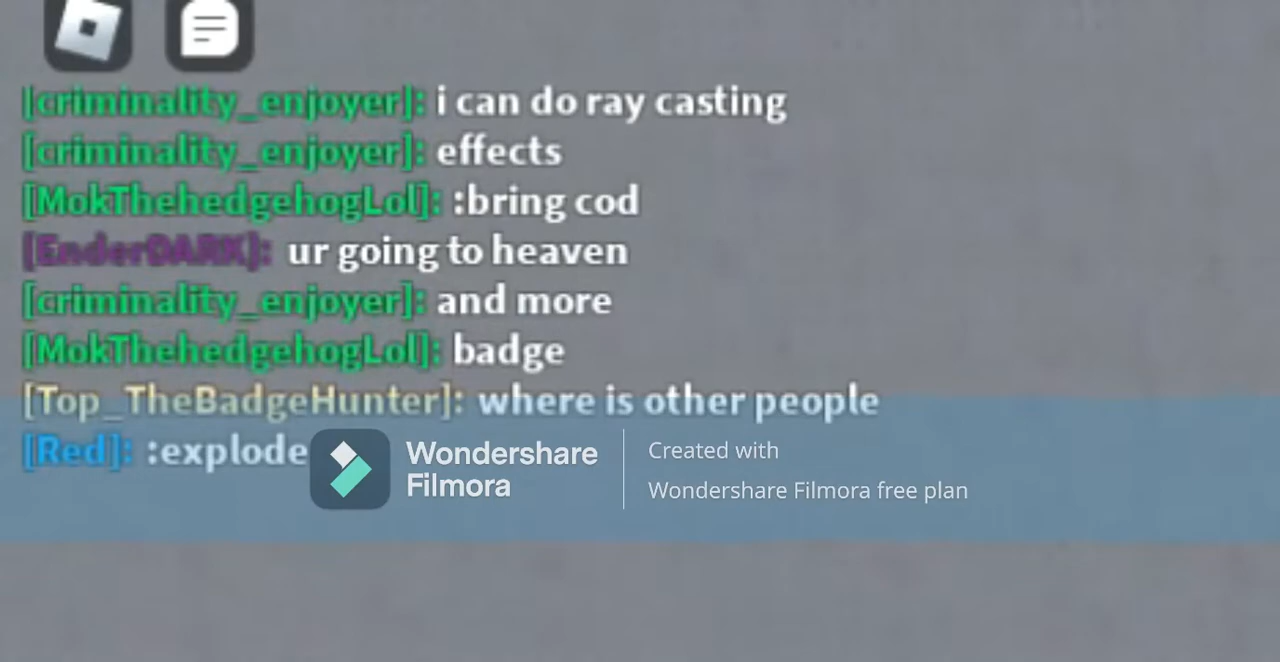 [criminality_enjoyer]: i can do ray casting
[criminality_enjoyer]: effects
[MokThehedgehogLol]: :bring cod
[EnderDARK]: ur going to heaven
[criminality_enjoyer]: and more
[MokThehedgehogLol]: badge
[Top_TheBadgeHunter]: where is other people
[Red]: :explode
Wondershare
Filmora
Created with
Wondershare Filmora free plan